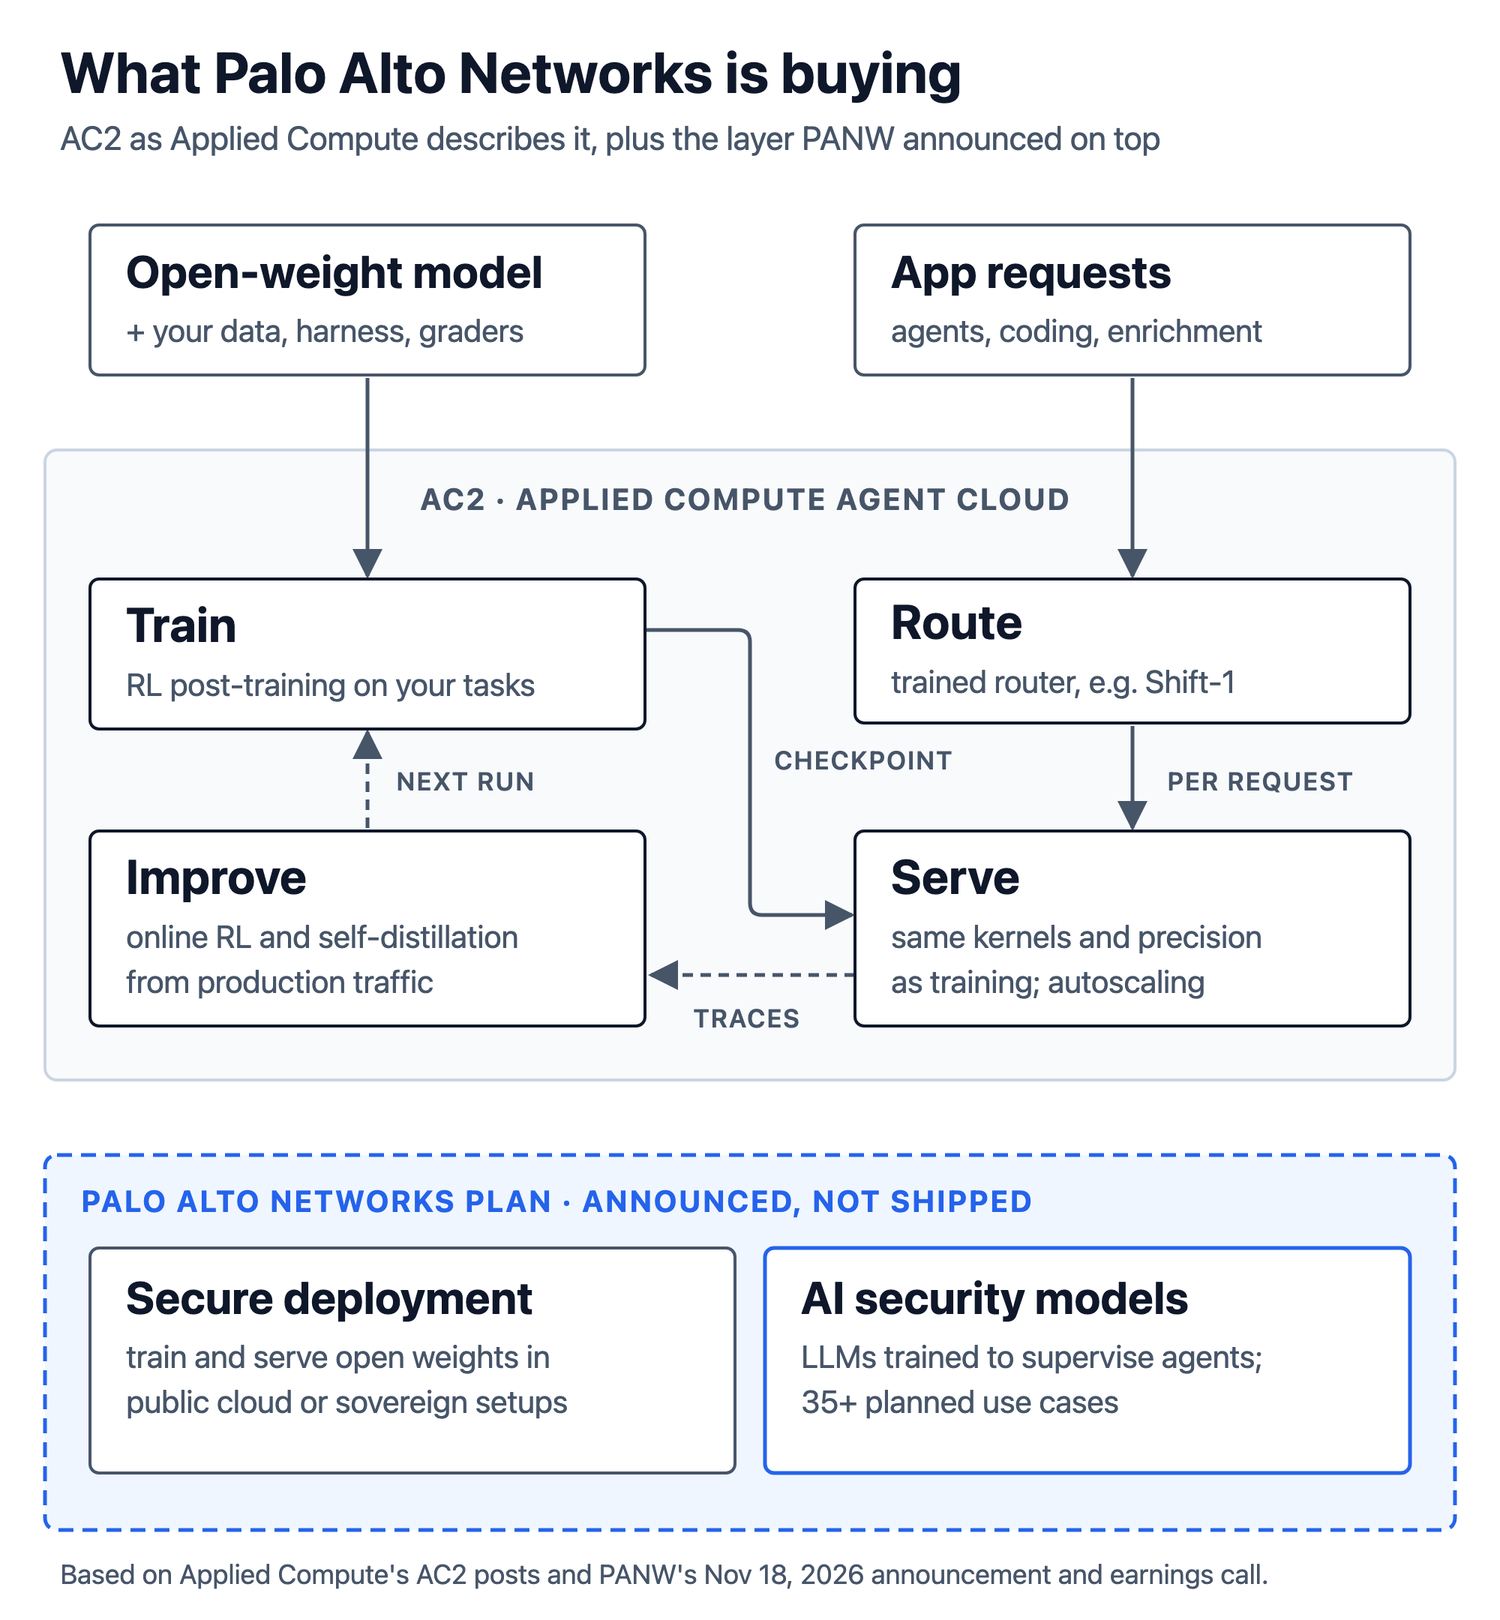 What Palo Alto Networks is buying
AC2 as Applied Compute describes it, plus the layer PANW announced on top
Open-weight model
+ your data, harness, graders
App requests
agents, coding, enrichment
AC2 · APPLIED COMPUTE AGENT CLOUD
Train
RL post-training on your tasks
Route
trained router, e.g. Shift-1
CHECKPOINT
NEXT RUN
PER REQUEST
Improve
online RL and self-distillation
from production traffic
Serve
same kernels and precision
as training; autoscaling
TRACES
PALO ALTO NETWORKS PLAN · ANNOUNCED, NOT SHIPPED
Secure deployment
train and serve open weights in
public cloud or sovereign setups
AI security models
LLMs trained to supervise agents;
35+ planned use cases
Based on Applied Compute's AC2 posts and PANW's Nov 18, 2026 announcement and earnings call.